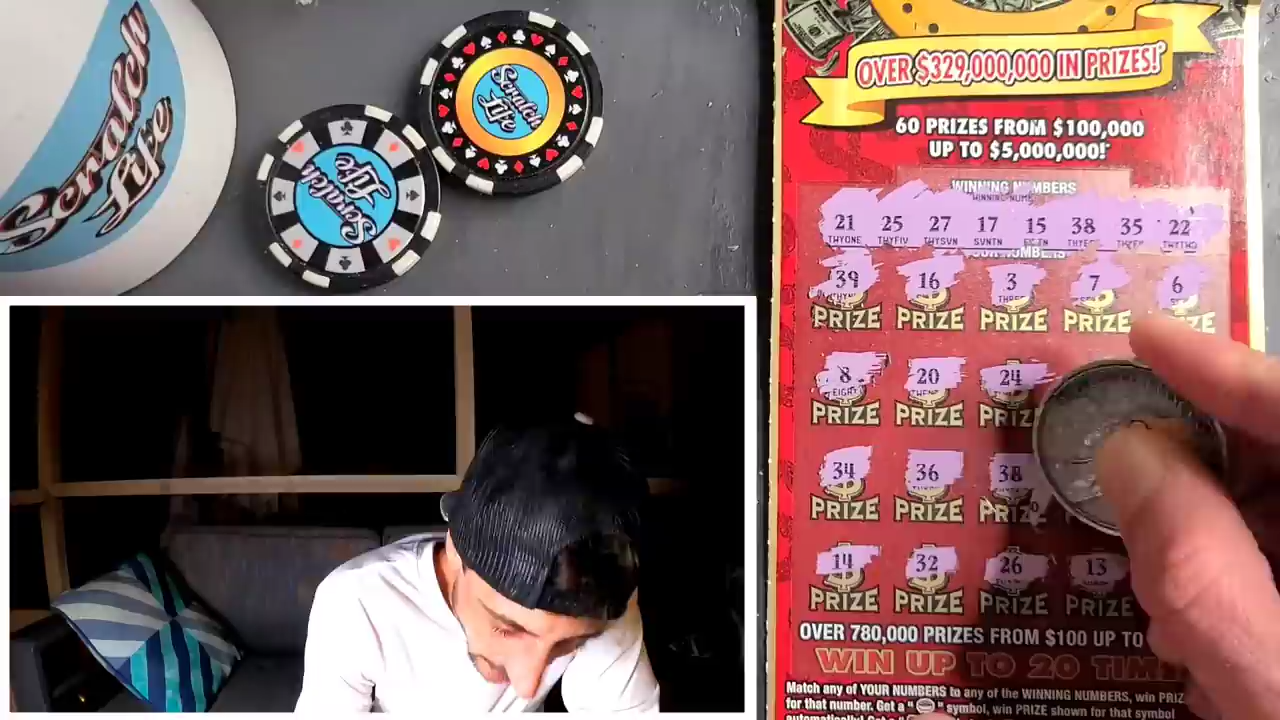 Scratch
Life
Scratch
Life
Scratch
Life
OVER $329,000,000 IN PRIZES!*
60 PRIZES FROM $100,000
UP TO $5,000,000!*
WINNING NUMBERS
21 25 27 17 15 38 35 22
THYONE SVNTN
39 16 3 7 6
PRIZE PRIZE PRIZE PRIZE
8 20 24
PRIZE PRIZE PRIZE
34 36 38
PRIZE PRIZE PRIZE
14 32 26 13
PRIZE PRIZE PRIZE PRIZE
OVER 780,000 PRIZES FROM $100 UP TO
WIN UP TO 20 TIM
Match any of YOUR NUMBERS to any of the WINNING NUMBERS, win PRIZ
for that number. Get a " " symbol, win PRIZE shown for that symbol